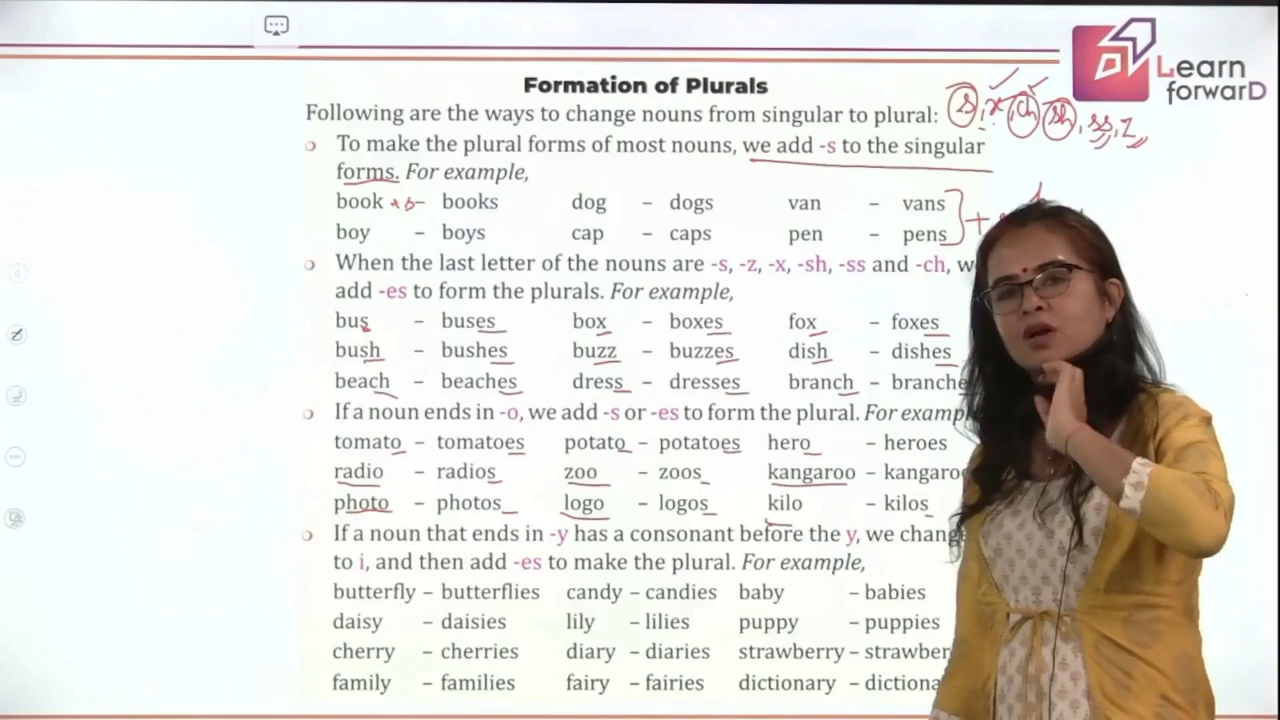 Learn
forwarD
Formation of Plurals
Following are the ways to change nouns from singular to plural: s, x, ch, sh, ss, z
To make the plural forms of most nouns, we add -s to the singular
forms. For example,
book – books dog – dogs van – vans
boy – boys cap – caps pen – pens
When the last letter of the nouns are -s, -z, -x, -sh, -ss and -ch,
add -es to form the plurals. For example,
bus – buses box – boxes fox – foxes
bush – bushes buzz – buzzes dish – dishes
beach – beaches dress – dresses branch – branche
If a noun ends in -o, we add -s or -es to form the plural. For examp
tomato – tomatoes potato – potatoes hero – heroes
radio – radios zoo – zoos kangaroo – kangaroo
photo – photos logo – logos kilo – kilos
If a noun that ends in -y has a consonant before the y, we change
to i, and then add -es to make the plural. For example,
butterfly – butterflies candy – candies baby – babies
daisy – daisies lily – lilies puppy – puppies
cherry – cherries diary – diaries strawberry – strawber
family – families fairy – fairies dictionary – dictiona